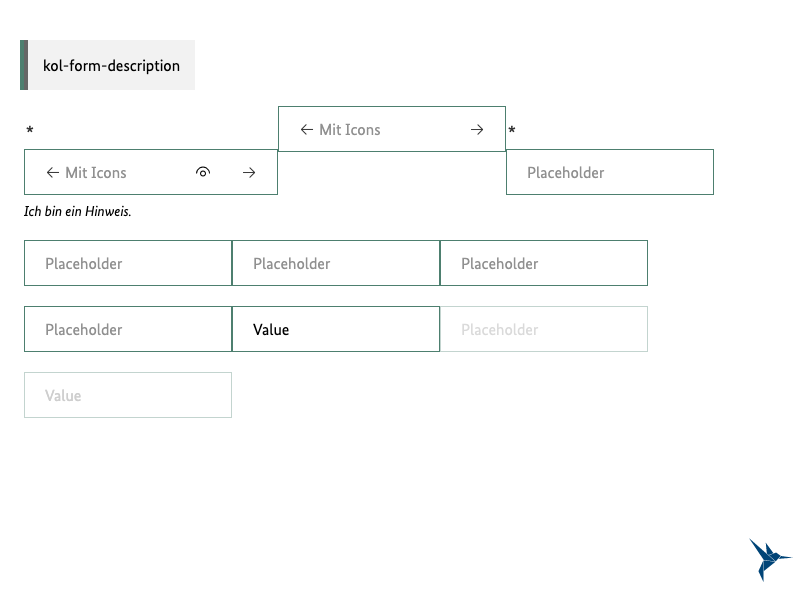 kol-form-description
*
← Mit Icons →
*
← Mit Icons →
Placeholder
Ich bin ein Hinweis.
Placeholder Placeholder Placeholder
Placeholder Value Placeholder
Value